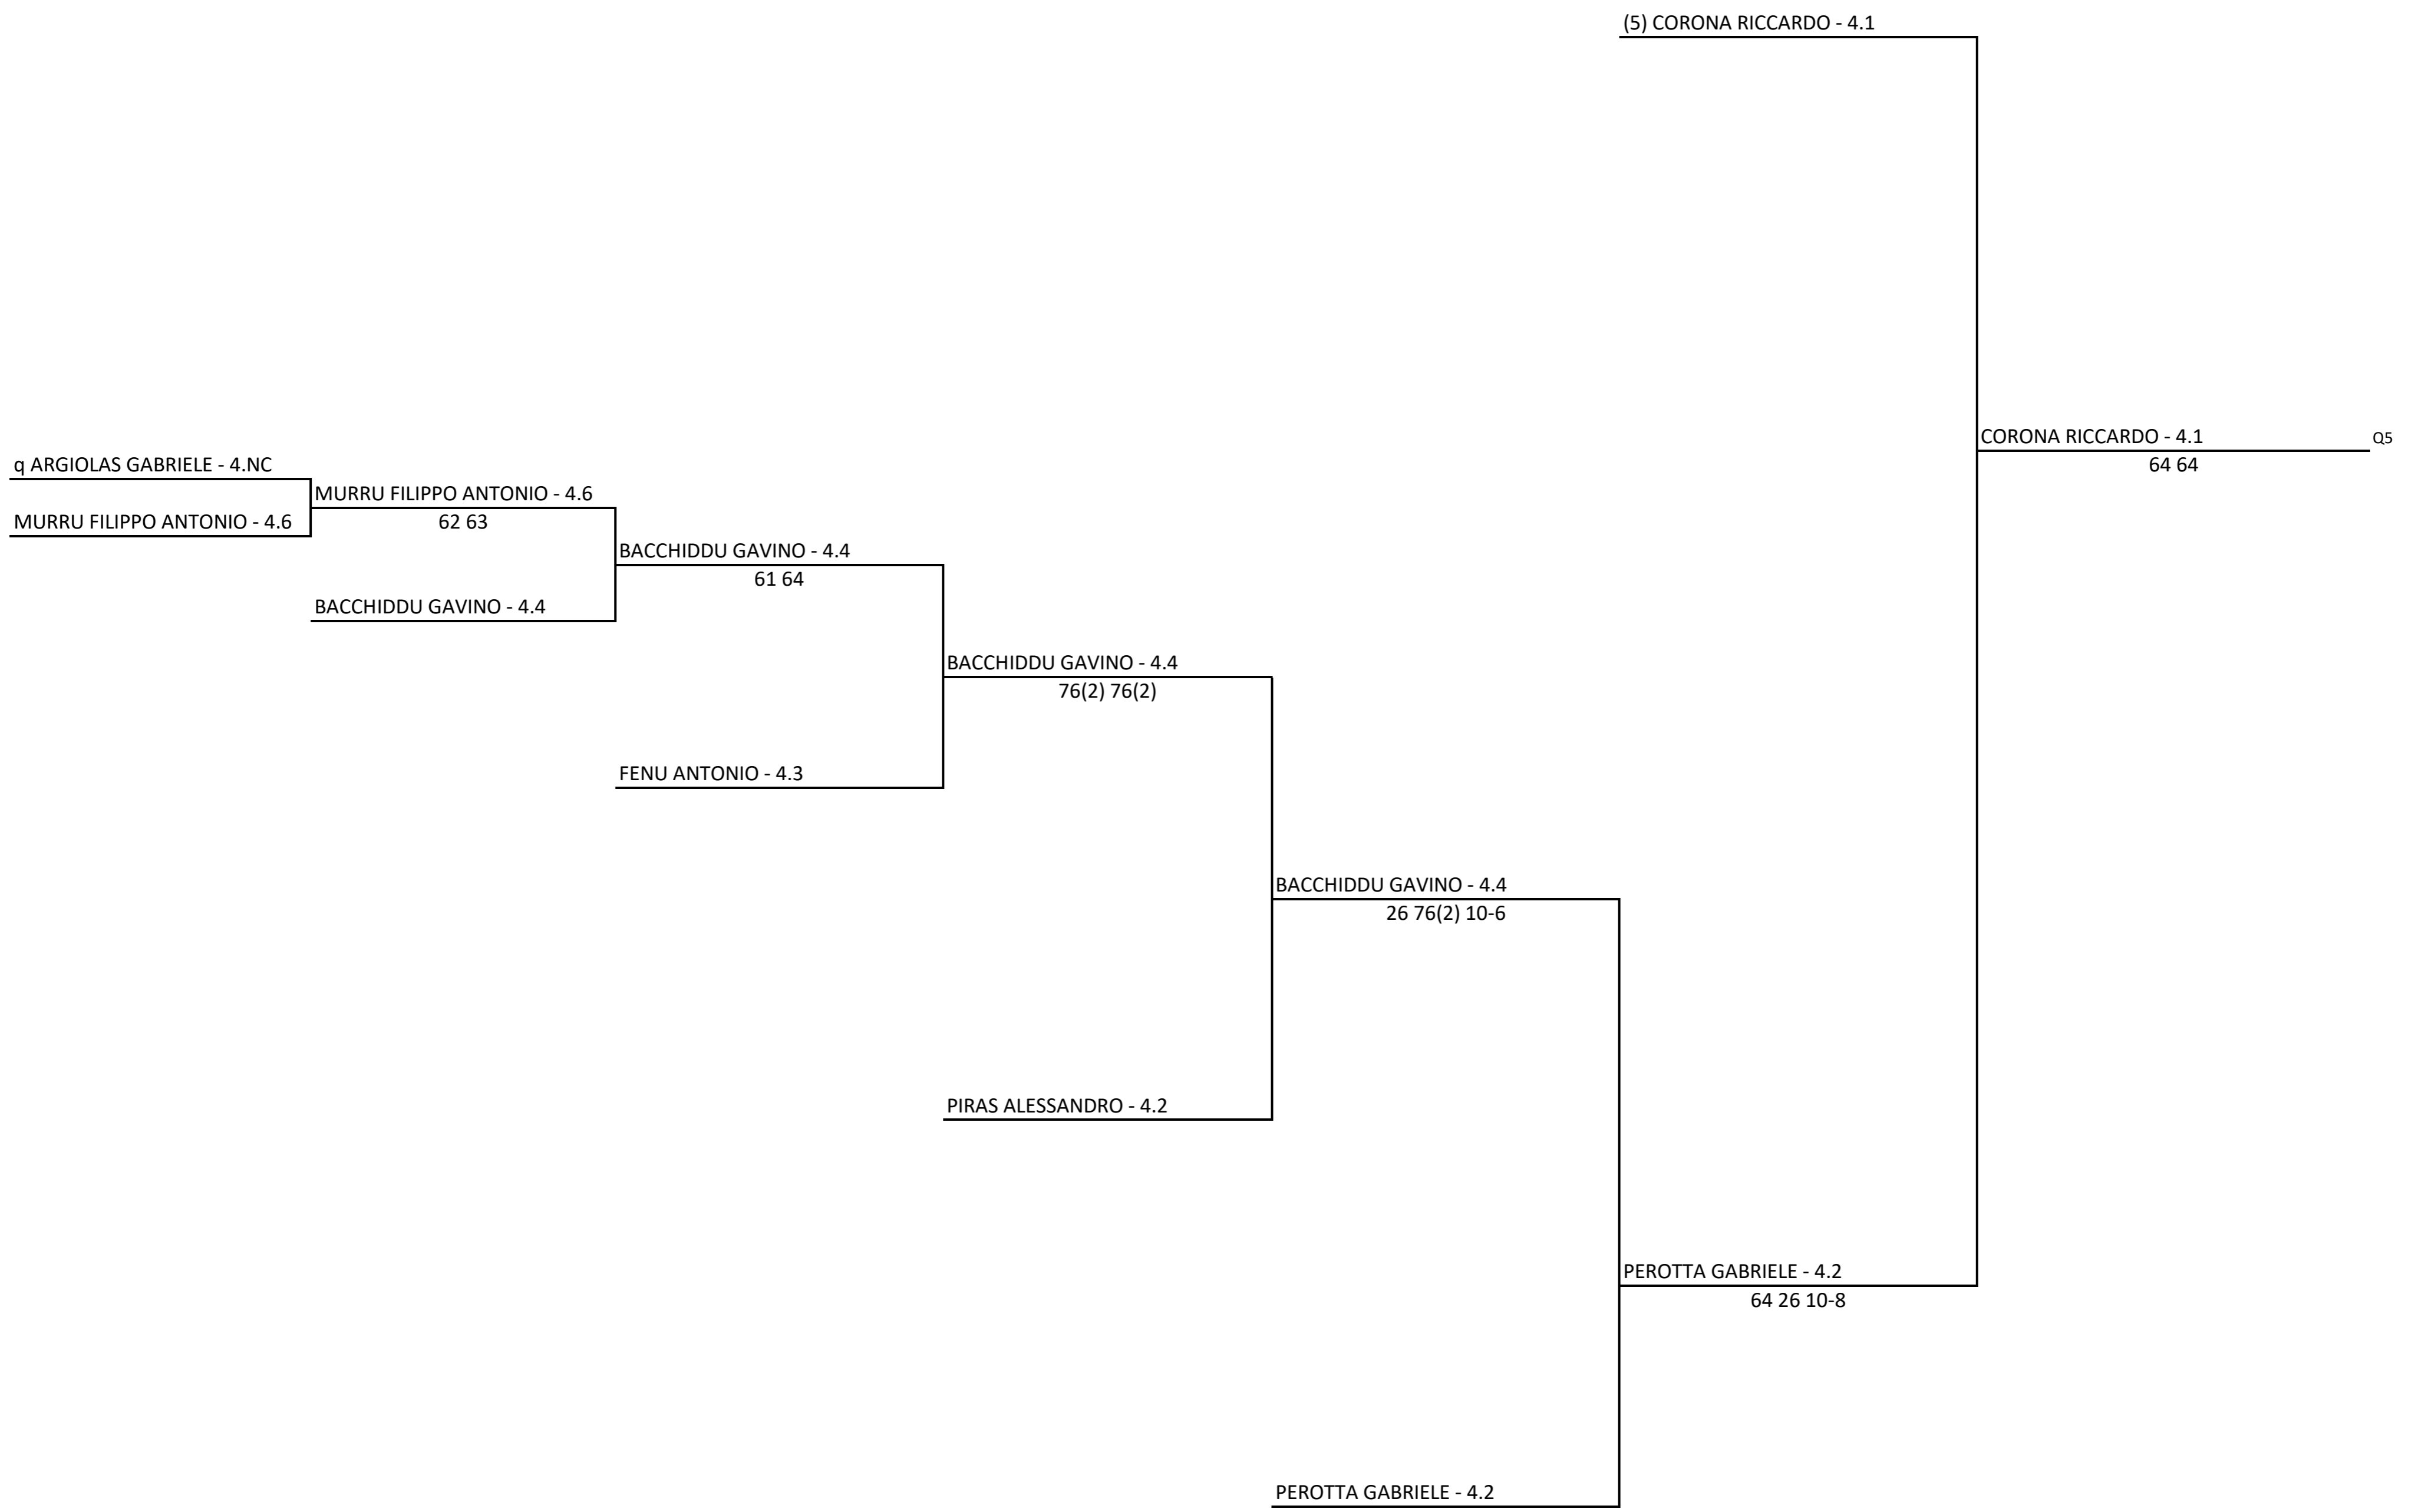 (5) CORONA RICCARDO - 4.1
CORONA RICCARDO - 4.1
Q5
64 64
q ARGIOLAS GABRIELE - 4.NC
MURRU FILIPPO ANTONIO - 4.6
62 63
MURRU FILIPPO ANTONIO - 4.6
BACCHIDDU GAVINO - 4.4
61 64
BACCHIDDU GAVINO - 4.4
BACCHIDDU GAVINO - 4.4
76(2) 76(2)
FENU ANTONIO - 4.3
BACCHIDDU GAVINO - 4.4
26 76(2) 10-6
PIRAS ALESSANDRO - 4.2
PEROTTA GABRIELE - 4.2
64 26 10-8
PEROTTA GABRIELE - 4.2